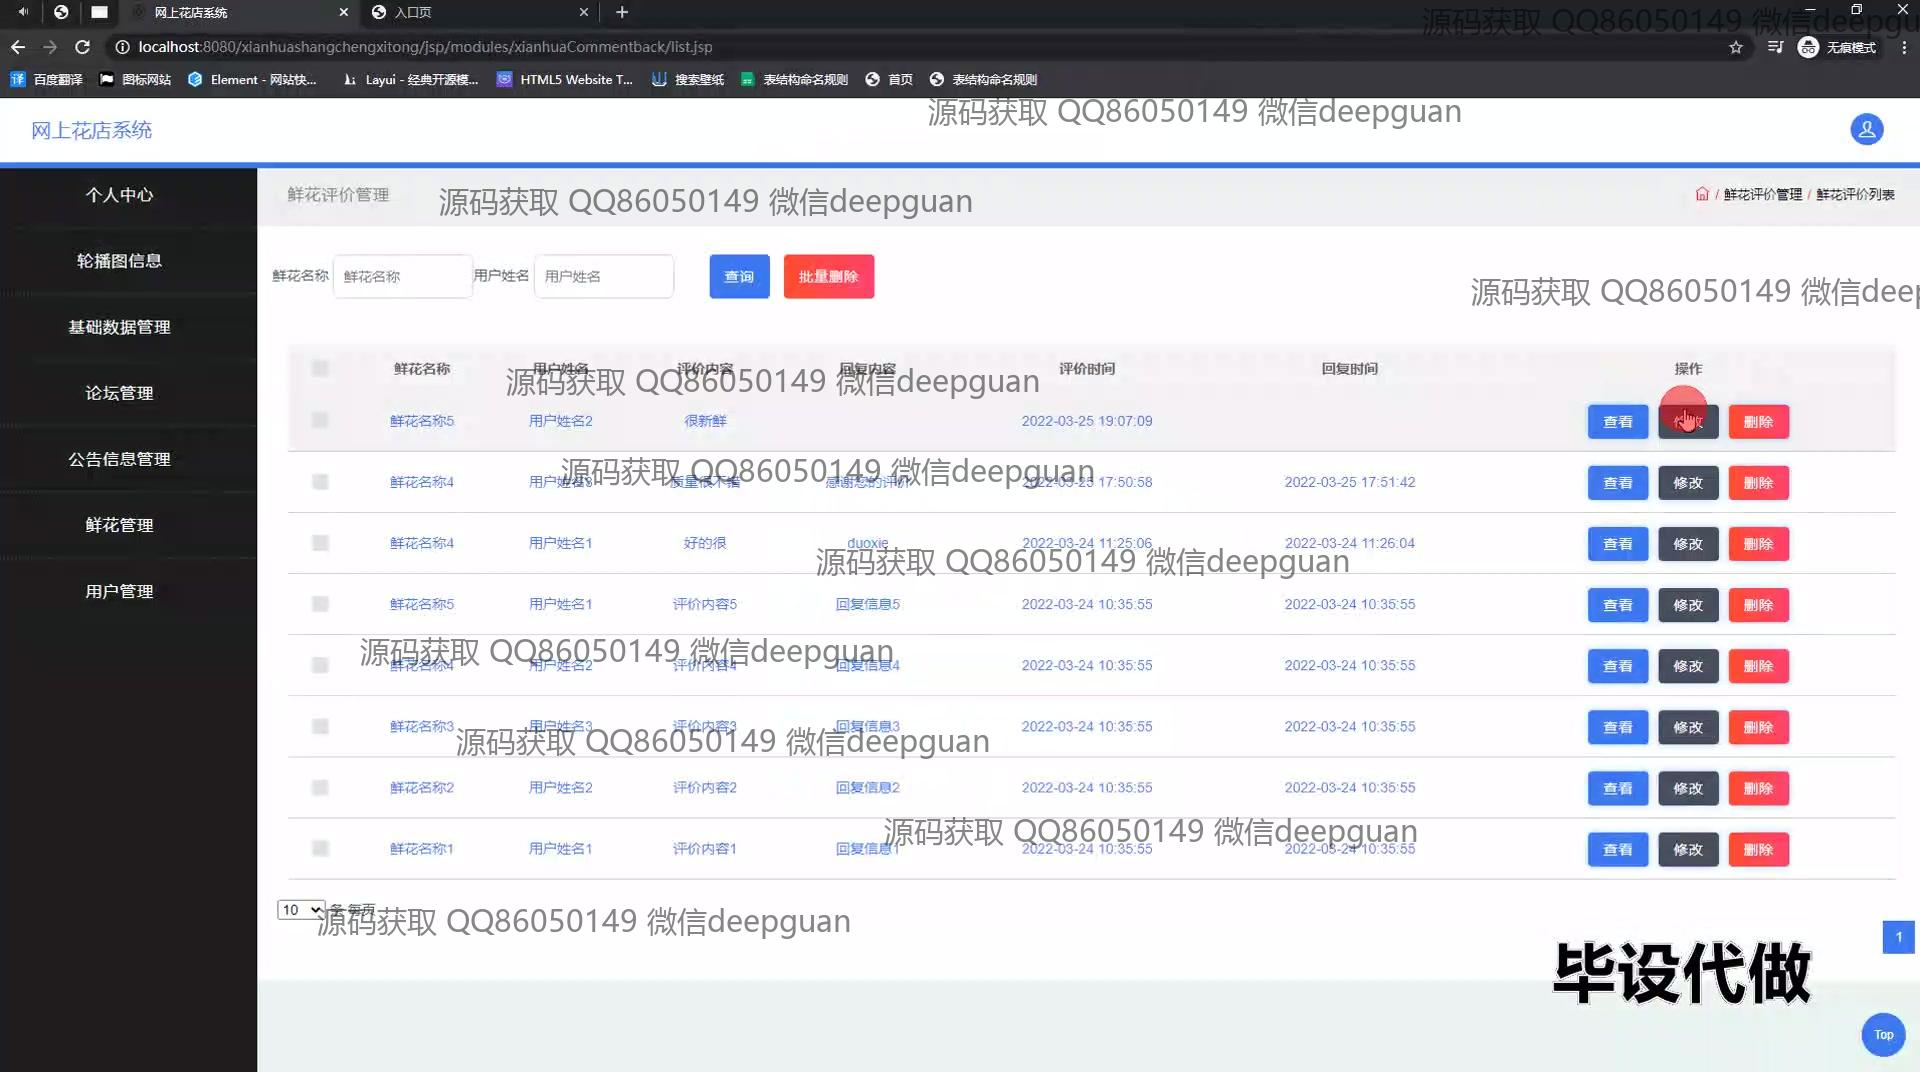 网上花店系统
入口页
源码获取 QQ86050149 微信deepgu
localhost:8080/xianhuashangchengxitong/jsp/modules/xianhuaCommentback/list.jsp
无痕模式
百度翻译 图标网站 Element - 网站快... Layui - 经典开源模... HTML5 Website T... 搜索壁纸 表结构命名规则 首页 表结构命名规则
源码获取 QQ86050149 微信deepguan
网上花店系统
个人中心
轮播图信息
基础数据管理
论坛管理
公告信息管理
鲜花管理
用户管理
鲜花评价管理
源码获取 QQ86050149 微信deepguan
/ 鲜花评价管理 / 鲜花评价列表
鲜花名称 鲜花名称 用户姓名 用户姓名 查询 批量删除
源码获取 QQ86050149 微信deep
鲜花名称 用户姓名 评价内容 回复内容 评价时间 回复时间 操作
源码获取 QQ86050149 微信deepguan
鲜花名称5 用户姓名2 很新鲜 2022-03-25 19:07:09 查看 修改 删除
源码获取 QQ86050149 微信deepguan
鲜花名称4 用户姓名3 质量很不错 感谢您的评价 2022-03-25 17:50:58 2022-03-25 17:51:42 查看 修改 删除
鲜花名称4 用户姓名1 好的很 duoxie 2022-03-24 11:25:06 2022-03-24 11:26:04 查看 修改 删除
源码获取 QQ86050149 微信deepguan
鲜花名称5 用户姓名1 评价内容5 回复信息5 2022-03-24 10:35:55 2022-03-24 10:35:55 查看 修改 删除
源码获取 QQ86050149 微信deepguan
鲜花名称4 用户姓名2 评价内容4 回复信息4 2022-03-24 10:35:55 2022-03-24 10:35:55 查看 修改 删除
鲜花名称3 用户姓名3 评价内容3 回复信息3 2022-03-24 10:35:55 2022-03-24 10:35:55 查看 修改 删除
源码获取 QQ86050149 微信deepguan
鲜花名称2 用户姓名2 评价内容2 回复信息2 2022-03-24 10:35:55 2022-03-24 10:35:55 查看 修改 删除
源码获取 QQ86050149 微信deepguan
鲜花名称1 用户姓名1 评价内容1 回复信息1 2022-03-24 10:35:55 2022-03-24 10:35:55 查看 修改 删除
10 条 每页
源码获取 QQ86050149 微信deepguan
1
毕设代做
Top